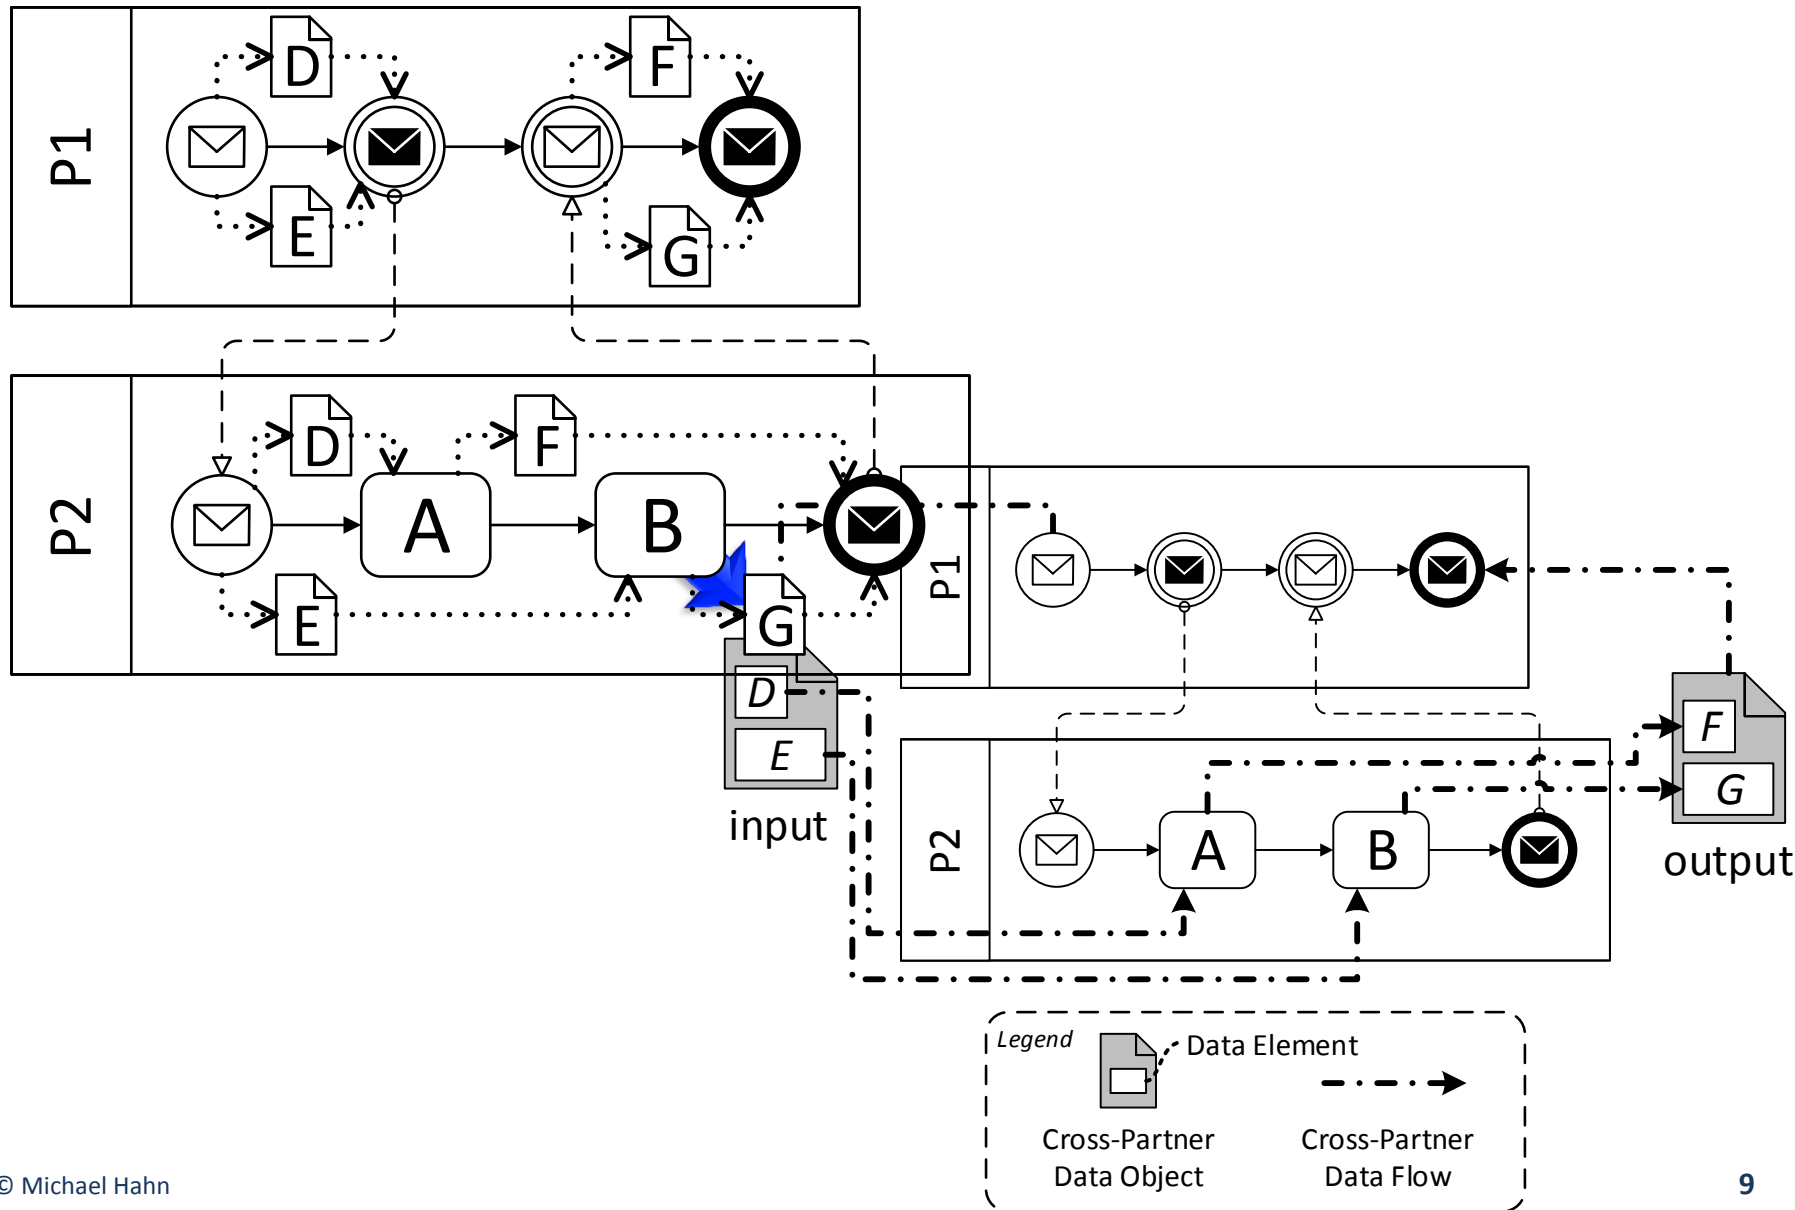 P1
D
F
E
G
P2
D
F
A
B
E
G
D
E
input
P1
P2
A
B
F
G
output
Legend
Data Element
Cross-Partner
Data Object
Cross-Partner
Data Flow
© Michael Hahn
9